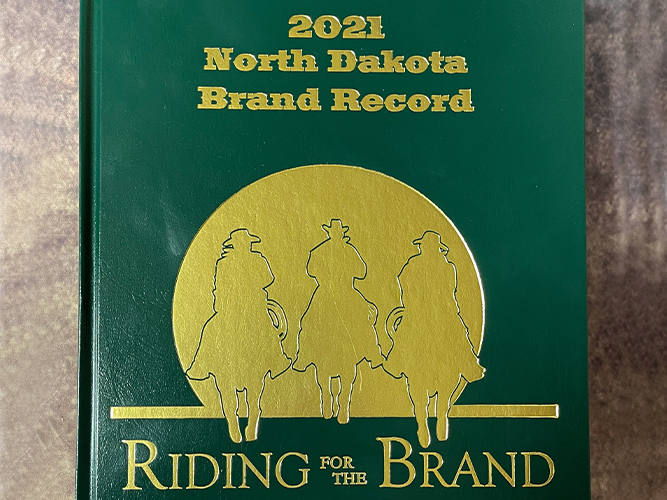 2021
North Dakota
Brand Record
RIDING FOR THE BRAND